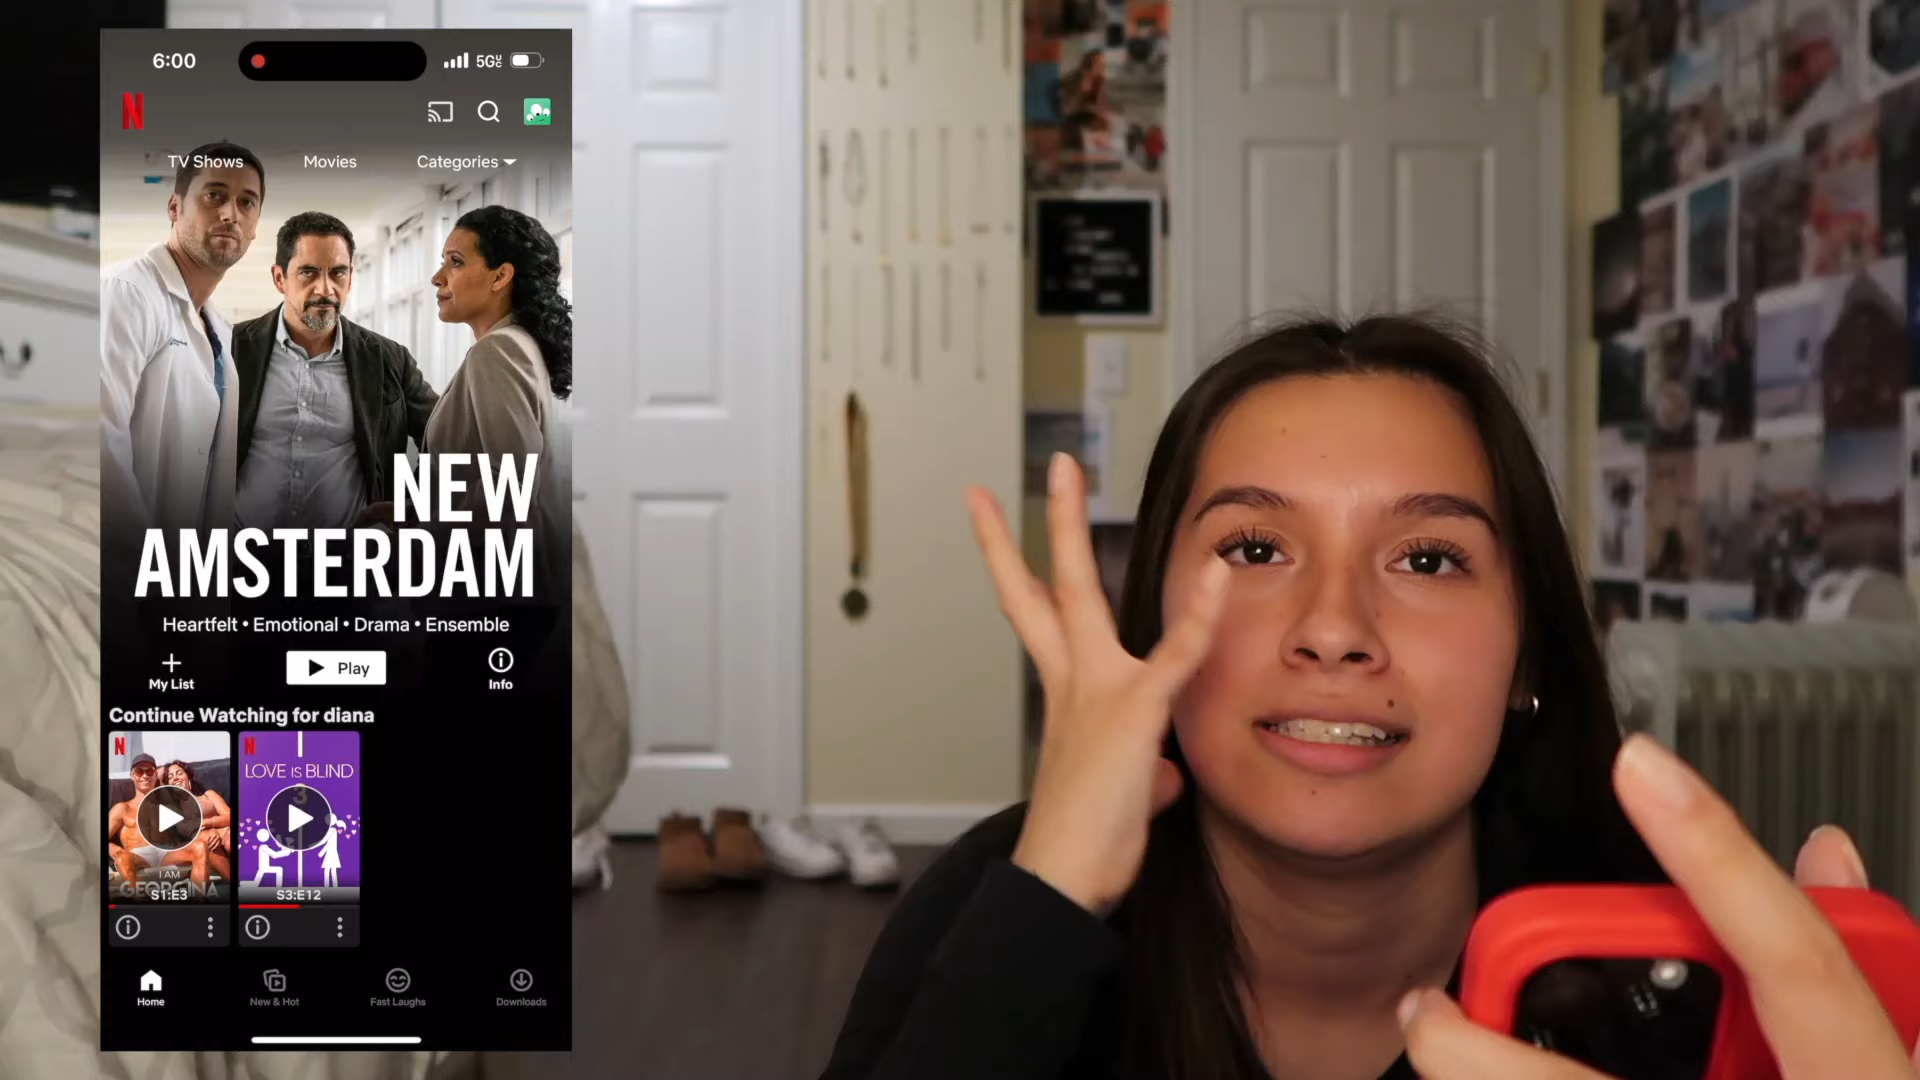 6:00
5G
N
TV Shows
Movies
Categories
NEW
AMSTERDAM
Heartfelt • Emotional • Drama • Ensemble
My List
Play
Info
Continue Watching for diana
N
I AM
GEORGINA
S1:E3
N
LOVE IS BLIND
3
S3:E12
Home
New & Hot
Fast Laughs
Downloads